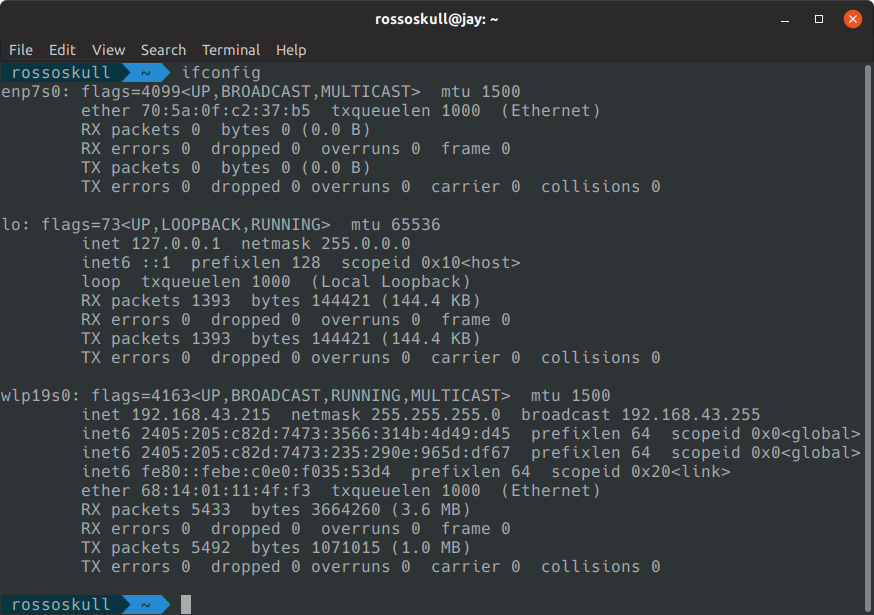 rossoskull@jay: ~
File Edit View Search Terminal Help
rossoskull ~ ifconfig
enp7s0: flags=4099<UP,BROADCAST,MULTICAST>  mtu 1500
        ether 70:5a:0f:c2:37:b5  txqueuelen 1000  (Ethernet)
        RX packets 0  bytes 0 (0.0 B)
        RX errors 0  dropped 0  overruns 0  frame 0
        TX packets 0  bytes 0 (0.0 B)
        TX errors 0  dropped 0 overruns 0  carrier 0  collisions 0
lo: flags=73<UP,LOOPBACK,RUNNING>  mtu 65536
        inet 127.0.0.1  netmask 255.0.0.0
        inet6 ::1  prefixlen 128  scopeid 0x10<host>
        loop  txqueuelen 1000  (Local Loopback)
        RX packets 1393  bytes 144421 (144.4 KB)
        RX errors 0  dropped 0  overruns 0  frame 0
        TX packets 1393  bytes 144421 (144.4 KB)
        TX errors 0  dropped 0 overruns 0  carrier 0  collisions 0
wlp19s0: flags=4163<UP,BROADCAST,RUNNING,MULTICAST>  mtu 1500
        inet 192.168.43.215  netmask 255.255.255.0  broadcast 192.168.43.255
        inet6 2405:205:c82d:7473:3566:314b:4d49:d45  prefixlen 64  scopeid 0x0<global>
        inet6 2405:205:c82d:7473:235:290e:965d:df67  prefixlen 64  scopeid 0x0<global>
        inet6 fe80::febe:c0e0:f035:53d4  prefixlen 64  scopeid 0x20<link>
        ether 68:14:01:11:4f:f3  txqueuelen 1000  (Ethernet)
        RX packets 5433  bytes 3664260 (3.6 MB)
        RX errors 0  dropped 0  overruns 0  frame 0
        TX packets 5492  bytes 1071015 (1.0 MB)
        TX errors 0  dropped 0 overruns 0  carrier 0  collisions 0
rossoskull ~